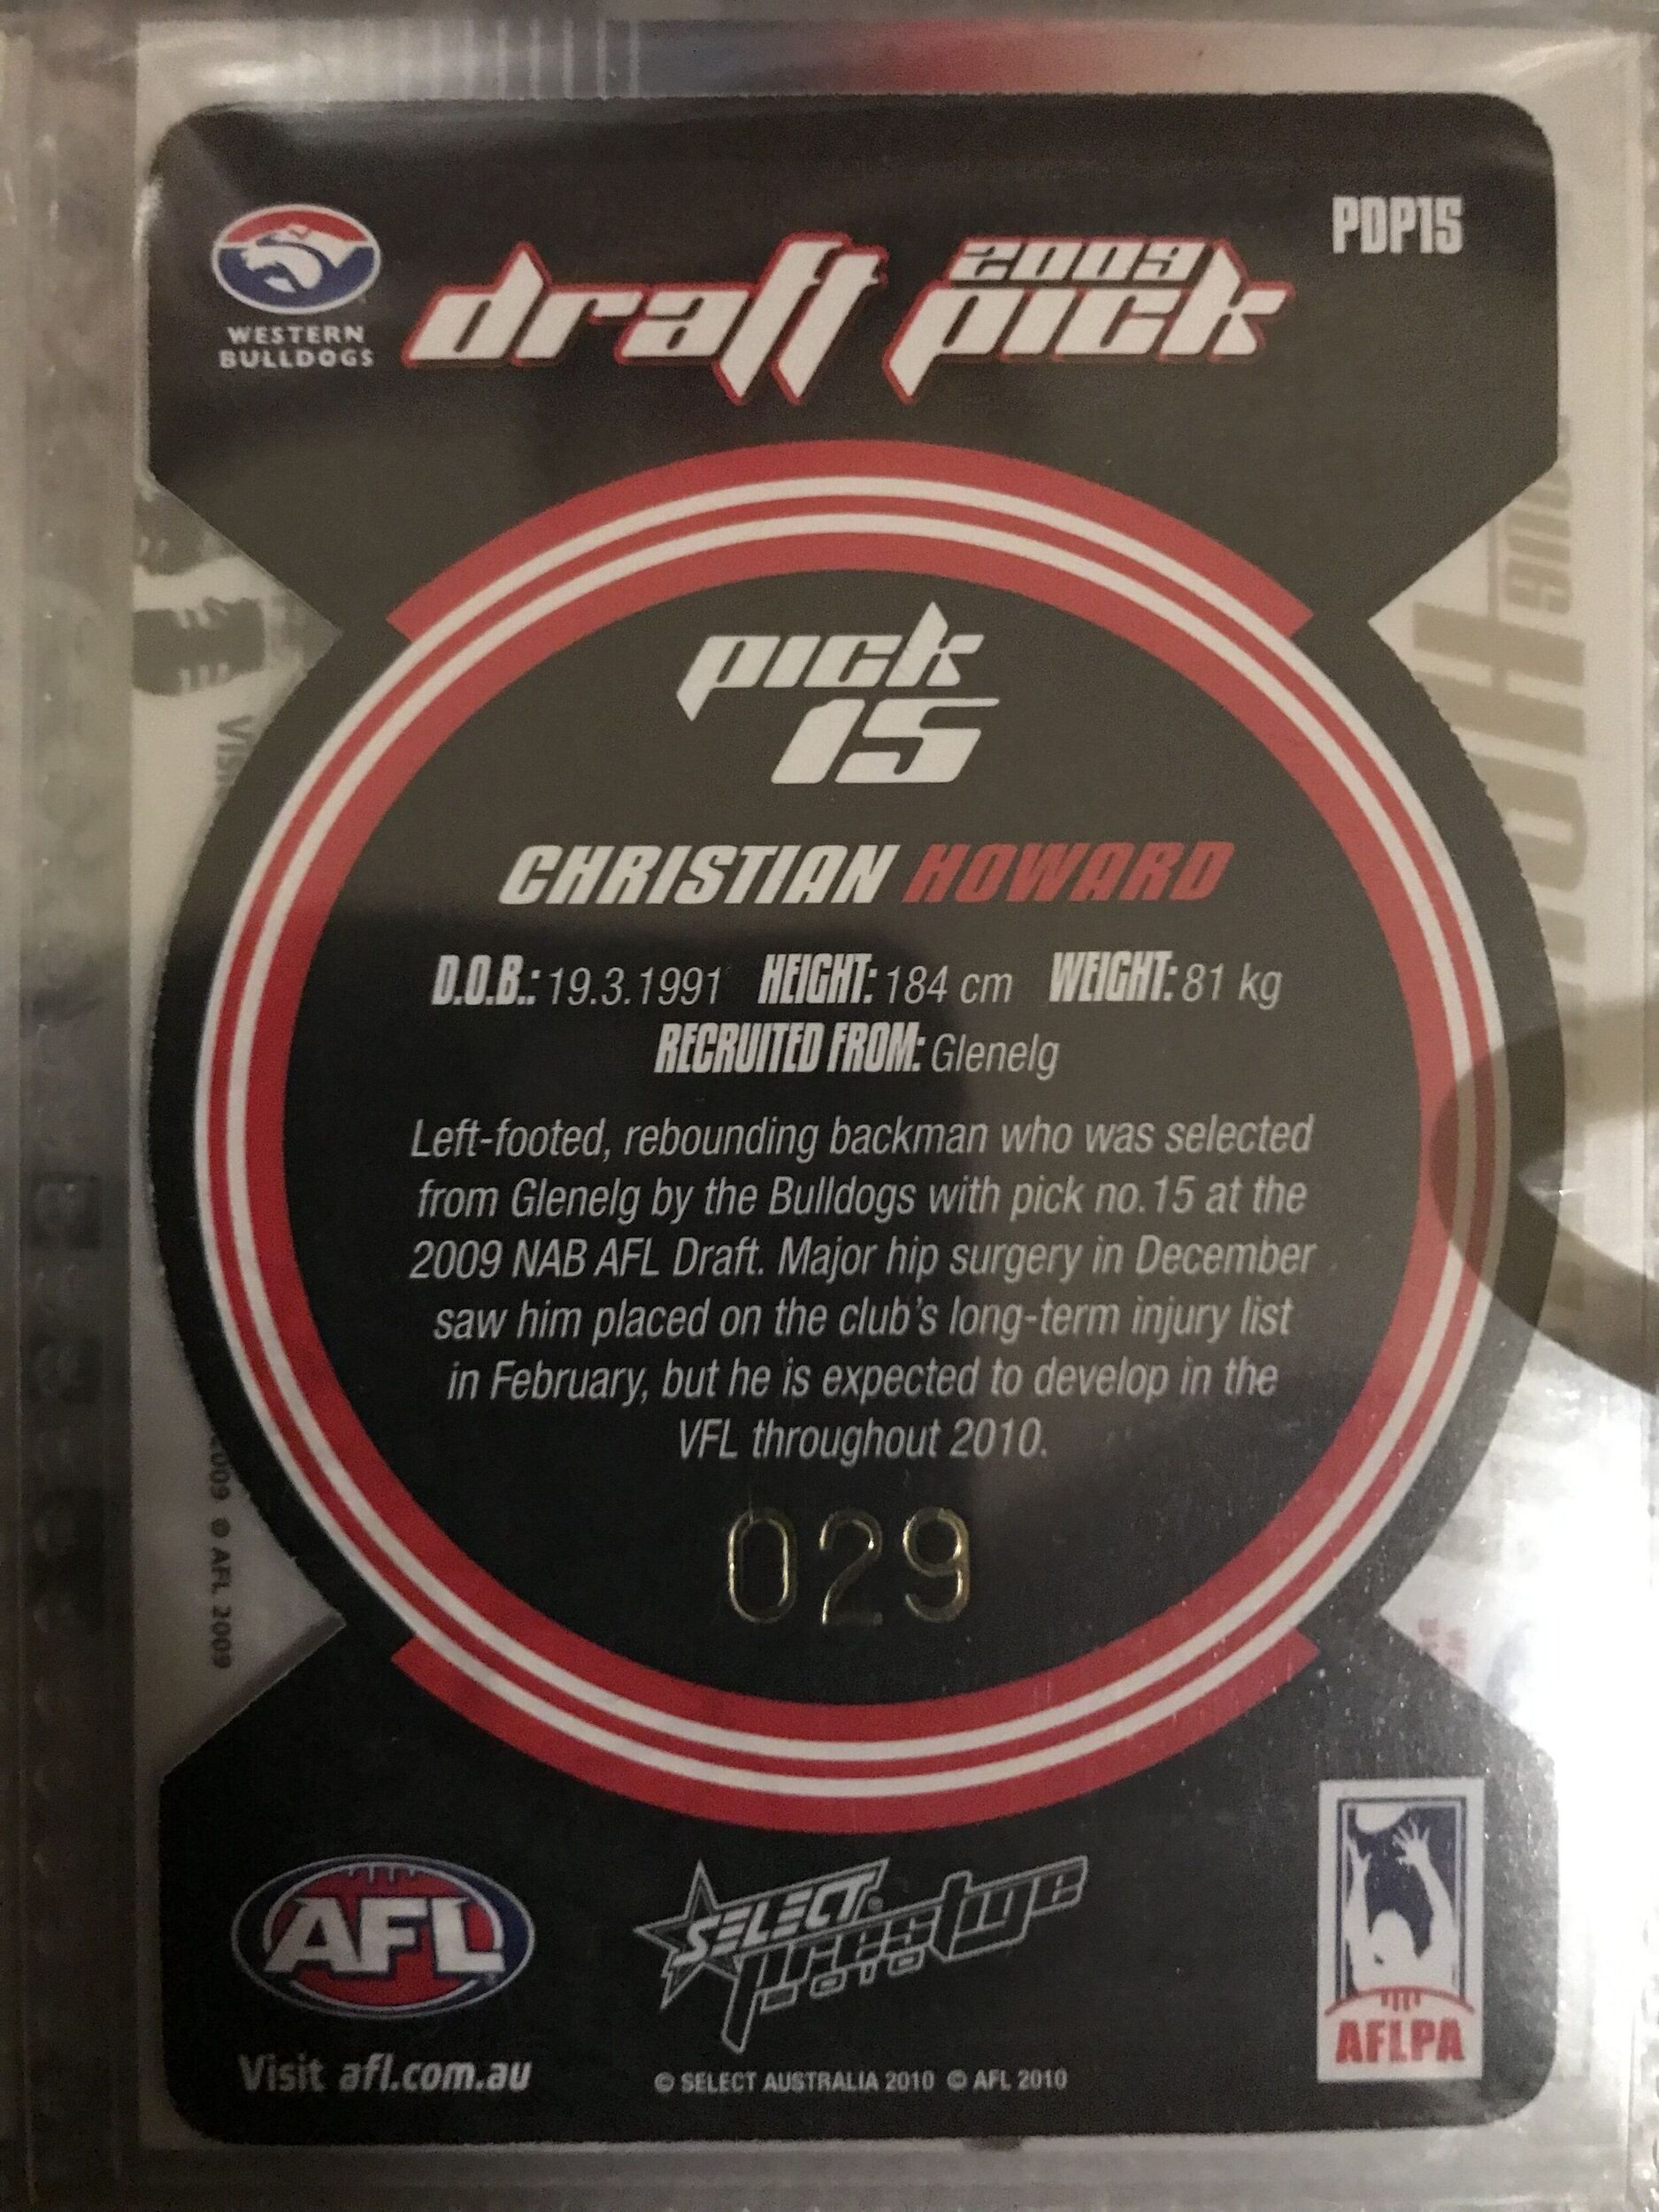 PDP15
WESTERN
BULLDOGS
draft 2009 pick
pick
15
CHRISTIAN HOWARD
D.O.B.: 19.3.1991 HEIGHT: 184 cm WEIGHT: 81 kg
RECRUITED FROM: Glenelg
Left-footed, rebounding backman who was selected
from Glenelg by the Bulldogs with pick no.15 at the
2009 NAB AFL Draft. Major hip surgery in December
saw him placed on the club's long-term injury list
in February, but he is expected to develop in the
VFL throughout 2010.
029
2009 © AFL 2009
AFL
Visit afl.com.au
SELECT®
prestige
2010
© SELECT AUSTRALIA 2010 © AFL 2010
AFLPA